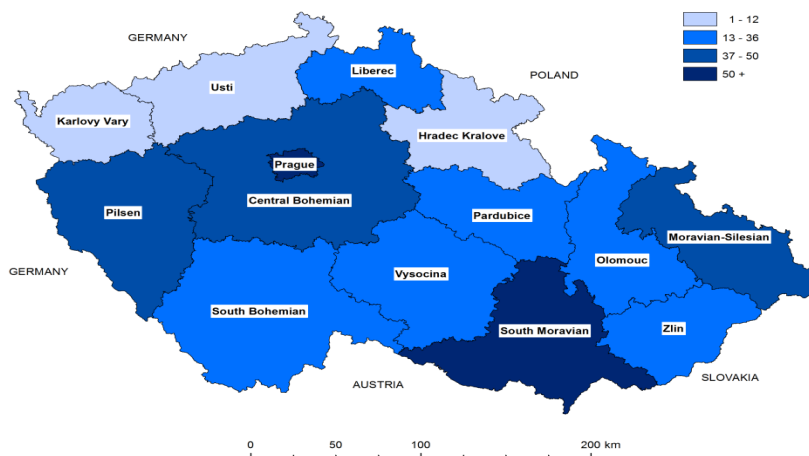 1 - 12
13 - 36
37 - 50
50 +
GERMANY
POLAND
Liberec
Usti
Karlovy Vary
Hradec Kralove
Prague
Central Bohemian
Pilsen
Pardubice
Moravian-Silesian
Olomouc
Vysocina
GERMANY
South Bohemian
South Moravian
Zlin
AUSTRIA
SLOVAKIA
0 50 100 200 km